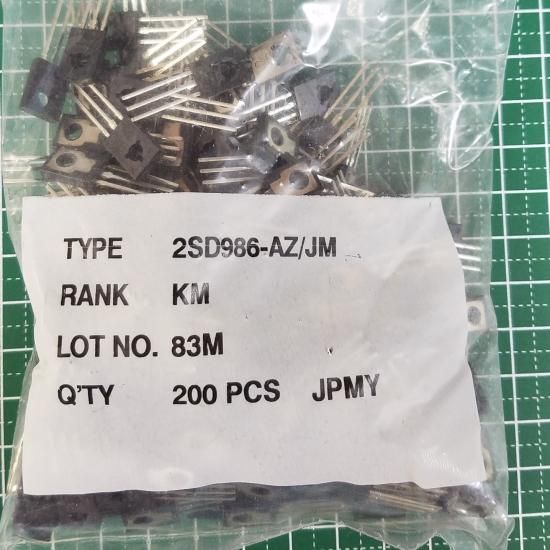 TYPE 2SD986-AZ/JM
RANK KM
LOT NO. 83M
Q'TY 200 PCS JPMY